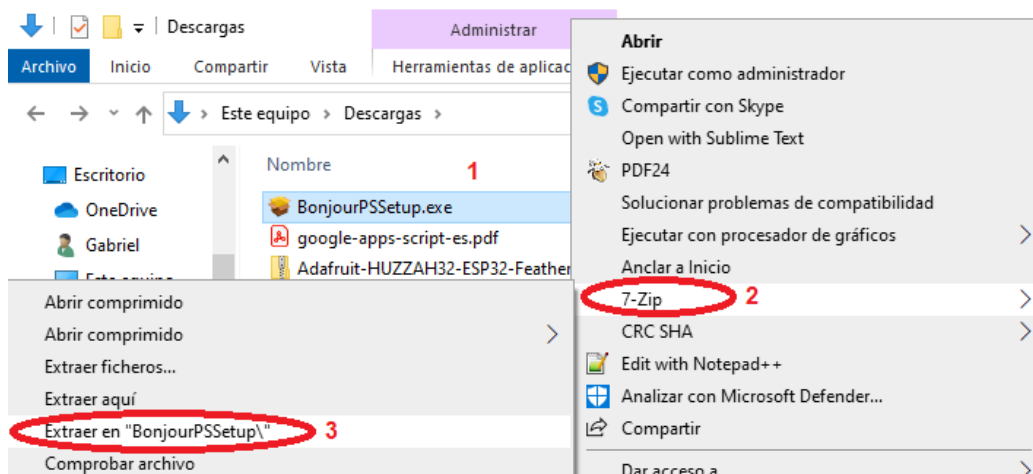 Descargas
Administrar
Archivo Inicio Compartir Vista Herramientas de aplicac
Este equipo > Descargas >
Escritorio
OneDrive
Gabriel
Este equipo
Nombre
1
BonjourPSSetup.exe
google-apps-script-es.pdf
Adafruit-HUZZAH32-ESP32-Feather
Abrir
Ejecutar como administrador
Compartir con Skype
Open with Sublime Text
PDF24
Solucionar problemas de compatibilidad
Ejecutar con procesador de gráficos
Anclar a Inicio
7-Zip 2
CRC SHA
Edit with Notepad++
Analizar con Microsoft Defender...
Compartir
Dar acceso a
Abrir comprimido
Abrir comprimido
Extraer ficheros...
Extraer aquí
Extraer en "BonjourPSSetup\" 3
Comprobar archivo